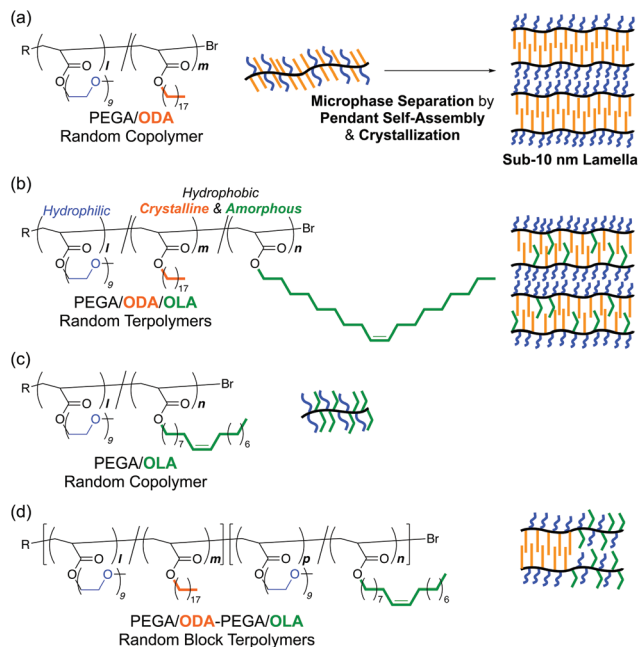 (a)
R
Br
l
m
O
O
O
O
O
9
17
PEGA/ODA
Random Copolymer
Microphase Separation by
Pendant Self-Assembly
& Crystallization
Sub-10 nm Lamella
(b)
Hydrophobic
Hydrophilic
Crystalline & Amorphous
R
Br
l
m
n
O
O
O
O
O
O
O
9
17
PEGA/ODA/OLA
Random Terpolymers
(c)
R
Br
l
n
O
O
O
O
O
9
7
6
PEGA/OLA
Random Copolymer
(d)
R
Br
l
m
p
n
O
O
O
O
O
O
O
O
O
O
9
17
9
7
6
PEGA/ODA-PEGA/OLA
Random Block Terpolymers